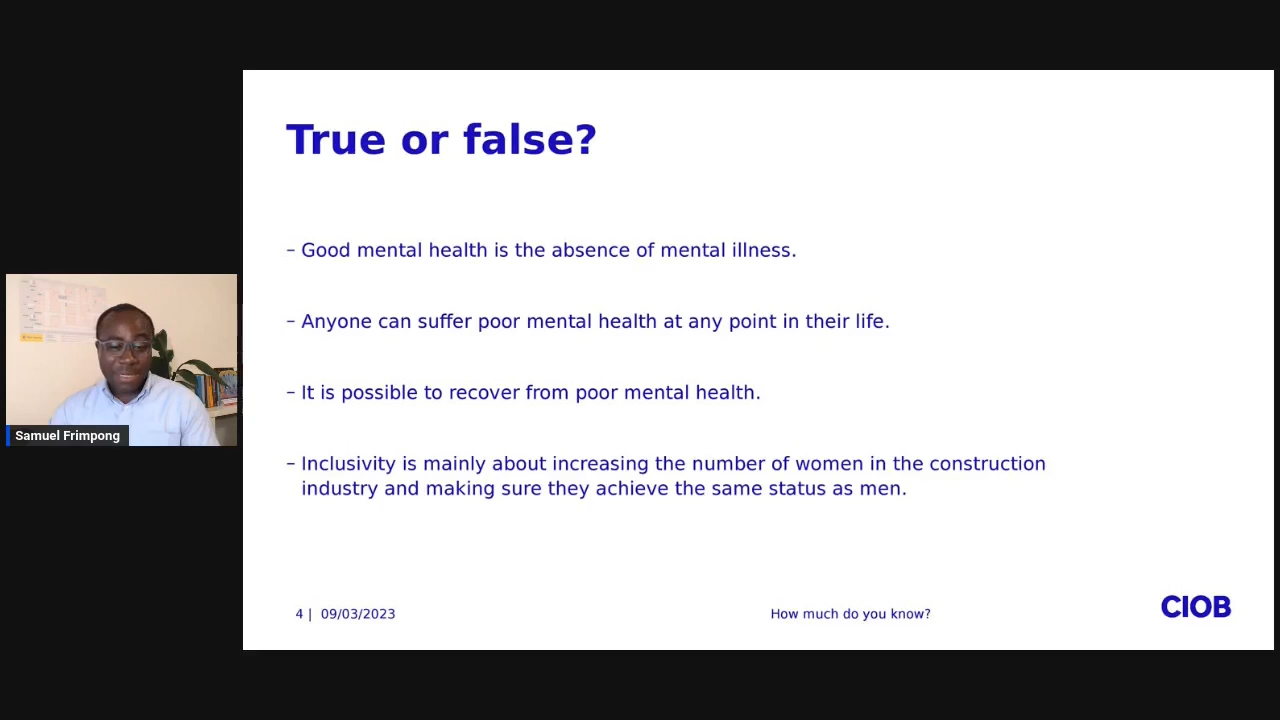 True or false?
– Good mental health is the absence of mental illness.
– Anyone can suffer poor mental health at any point in their life.
– It is possible to recover from poor mental health.
– Inclusivity is mainly about increasing the number of women in the construction
industry and making sure they achieve the same status as men.
Samuel Frimpong
4 | 09/03/2023
How much do you know?
CIOB